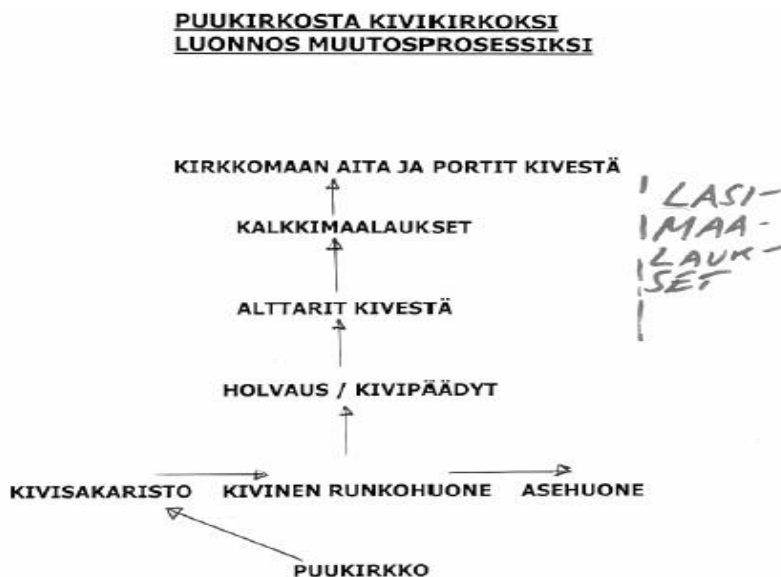 PUUKIRKOSTA KIVIKIRKOKSI
LUONNOS MUUTOSPROSESSIKSI
KIRKKOMAAN AITA JA PORTIT KIVESTÄ
KALKKIMAALAUKSET
ALTTARIT KIVESTÄ
HOLVAUS / KIVIPÄÄDYT
KIVISAKARISTO KIVINEN RUNKOHUONE ASEHUONE
PUUKIRKKO
LASI-
MAA-
LAUK-
SET